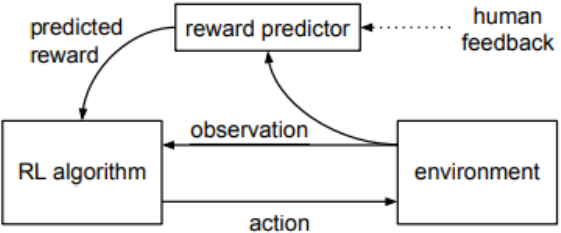 predicted
reward
reward predictor
human
feedback
observation
RL algorithm
environment
action